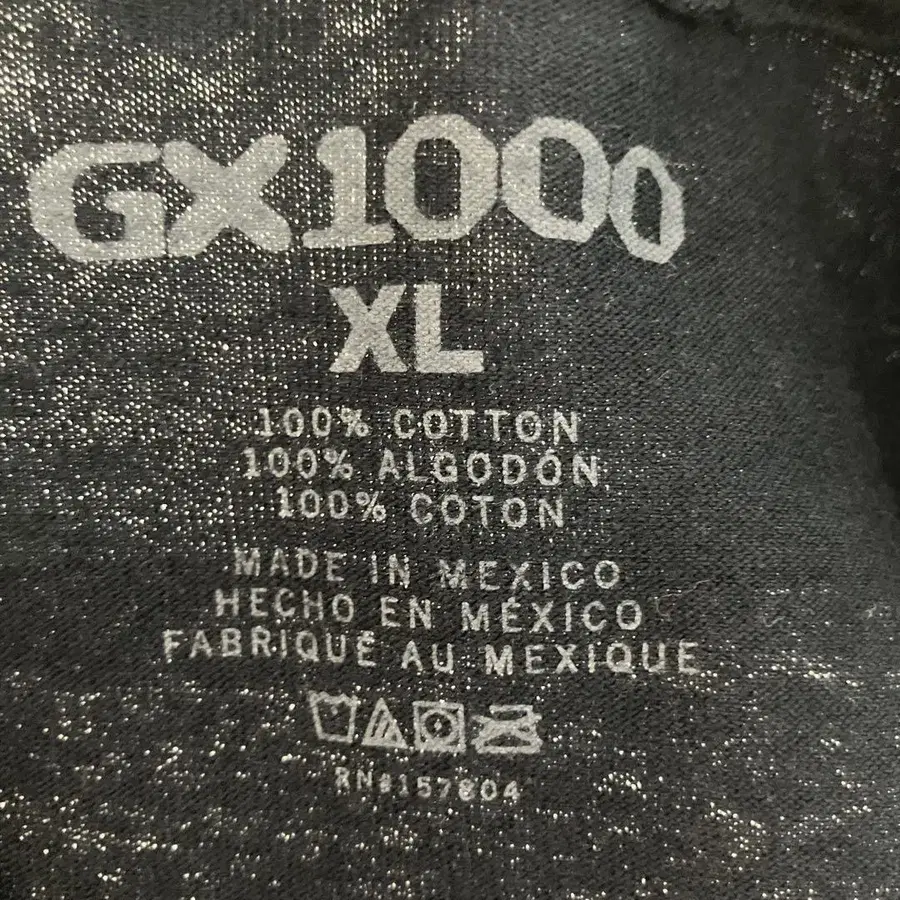 GX1000
XL
100% COTTON
100% ALGODÓN
100% COTON
MADE IN MEXICO
HECHO EN MÉXICO
FABRIQUÉ AU MEXIQUE
RN#157804